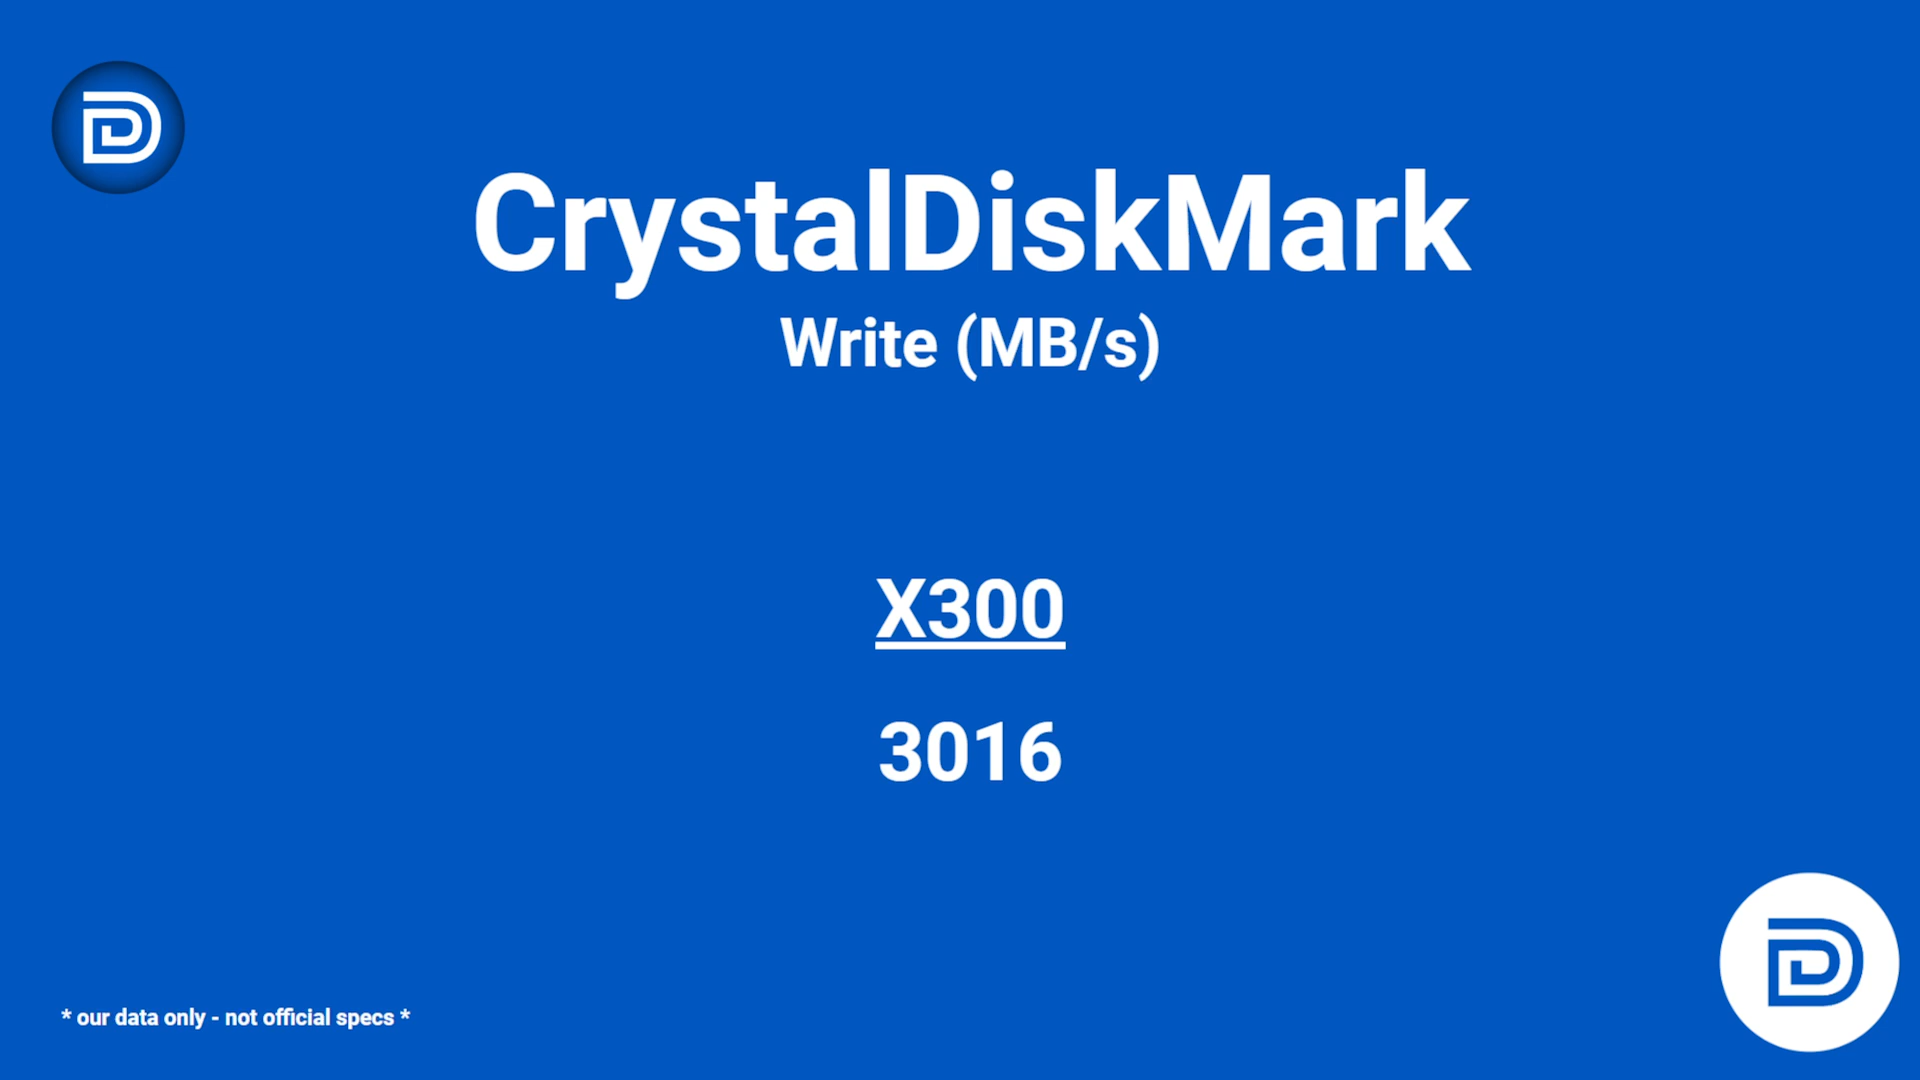 CrystalDiskMark
Write (MB/s)
X300
3016
* our data only - not official specs *